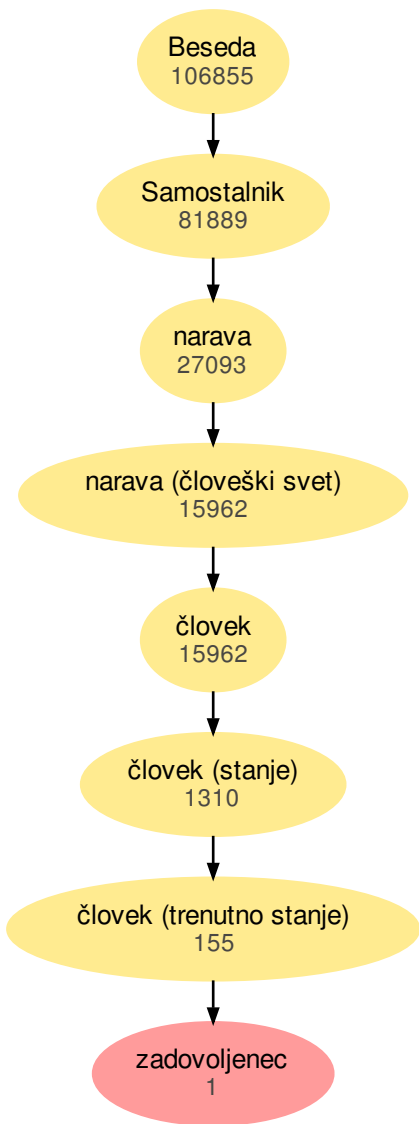 Beseda
106855
Samostalnik
81889
narava
27093
narava (človeški svet)
15962
človek
15962
človek (stanje)
1310
človek (trenutno stanje)
155
zadovoljenec
1